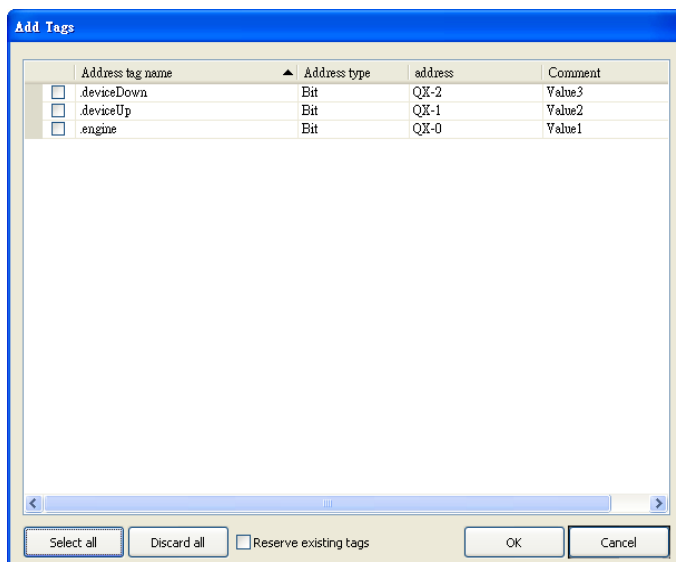 Add Tags
Address tag name Address type address Comment
.deviceDown Bit QX-2 Value3
.deviceUp Bit QX-1 Value2
.engine Bit QX-0 Value1
Select all Discard all Reserve existing tags OK Cancel